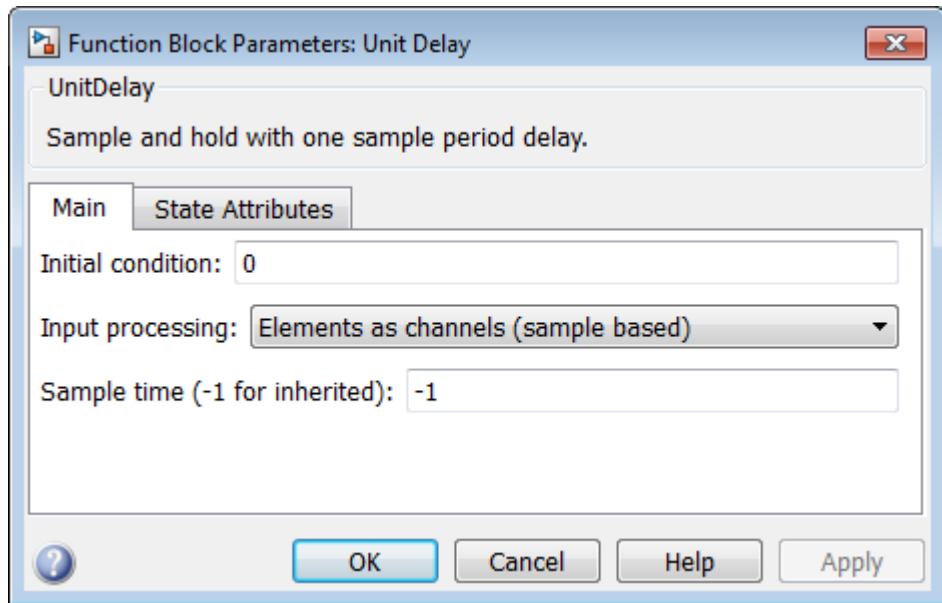 Function Block Parameters: Unit Delay
UnitDelay
Sample and hold with one sample period delay.
Main State Attributes
Initial condition: 0
Input processing: Elements as channels (sample based)
Sample time (-1 for inherited): -1
? OK Cancel Help Apply